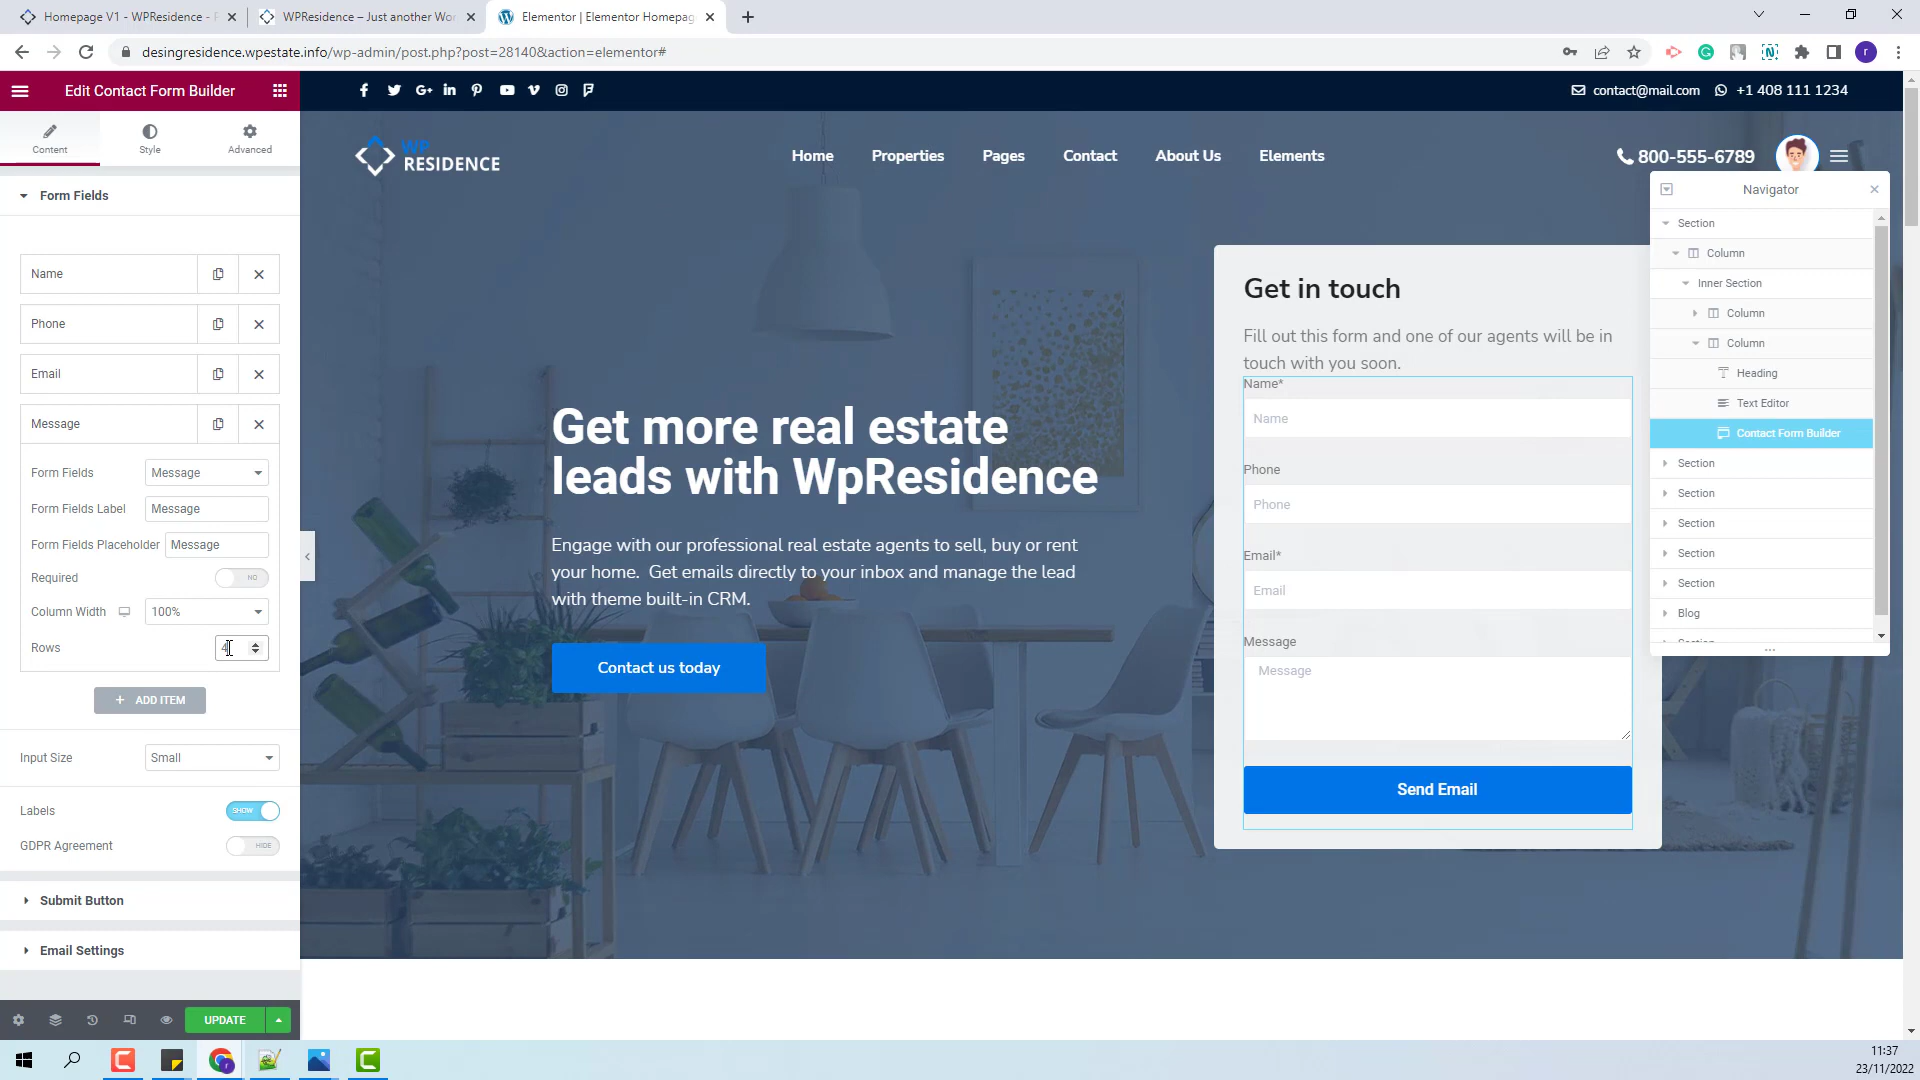 Homepage V1 - WPResidence - F
WPResidence – Just another Wor
Elementor | Elementor Homepag
desingresidence.wpestate.info/wp-admin/post.php?post=28140&action=elementor#
r
Edit Contact Form Builder
contact@mail.com
+1 408 111 1234
Content
Style
Advanced
WP
RESIDENCE
Home
Properties
Pages
Contact
About Us
Elements
800-555-6789
Form Fields
Name
Phone
Email
Message
Form Fields
Message
Form Fields Label
Message
Form Fields Placeholder
Message
Required
NO
Column Width
100%
Rows
4
ADD ITEM
Input Size
Small
Labels
SHOW
GDPR Agreement
HIDE
Submit Button
Email Settings
UPDATE
Get more real estate
leads with WpResidence
Engage with our professional real estate agents to sell, buy or rent
your home. Get emails directly to your inbox and manage the lead
with theme built-in CRM.
Contact us today
Get in touch
Fill out this form and one of our agents will be in
touch with you soon.
Name*
Name
Phone
Phone
Email*
Email
Message
Message
Send Email
Navigator
Section
Column
Inner Section
Column
Column
Heading
Text Editor
Contact Form Builder
Section
Section
Section
Section
Section
Blog
11:37
23/11/2022